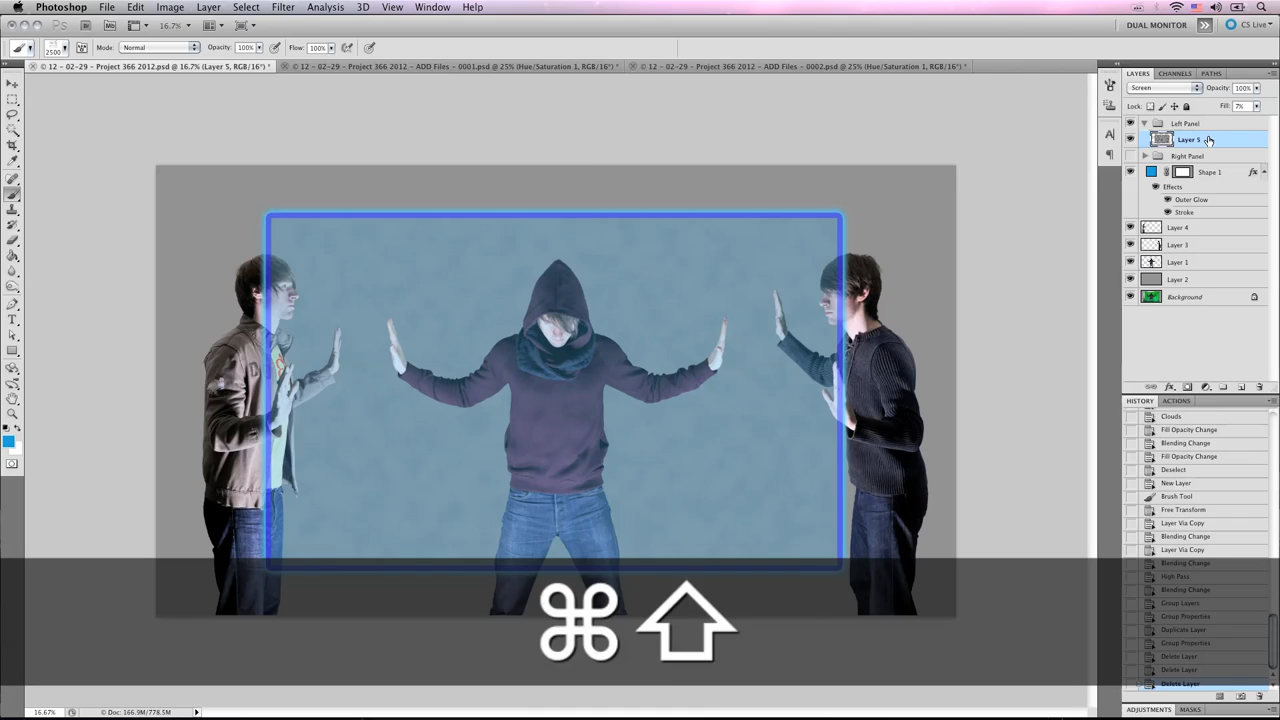 Photoshop File Edit Image Layer Select Filter Analysis 3D View Window Help
Ps Br Mb 16.7% DUAL MONITOR CS Live
2500 Mode: Normal Opacity: 100% Flow: 100%
© 12 - 02-29 - Project 366 2012.psd @ 16.7% (Layer 5, RGB/16*) *
© 12 - 02-29 - Project 366 2012 - ADD Files - 0001.psd @ 25% (Hue/Saturation 1, RGB/16*) *
© 12 - 02-29 - Project 366 2012 - ADD Files - 0002.psd @ 25% (Hue/Saturation 1, RGB/16*) *
LAYERS CHANNELS PATHS
Screen Opacity: 100%
Lock: Fill: 7%
Left Panel
Layer 5
Right Panel
Shape 1 fx
Effects
Outer Glow
Stroke
Layer 4
Layer 3
Layer 1
Layer 2
Background
HISTORY ACTIONS
Clouds
Fill Opacity Change
Blending Change
Fill Opacity Change
Deselect
New Layer
Brush Tool
Free Transform
Layer Via Copy
Blending Change
Layer Via Copy
Blending Change
High Pass
Blending Change
Group Layers
Group Properties
Duplicate Layer
Group Properties
Delete Layer
Delete Layer
Delete Layer
ADJUSTMENTS MASKS
16.67% Doc: 166.9M/778.5M